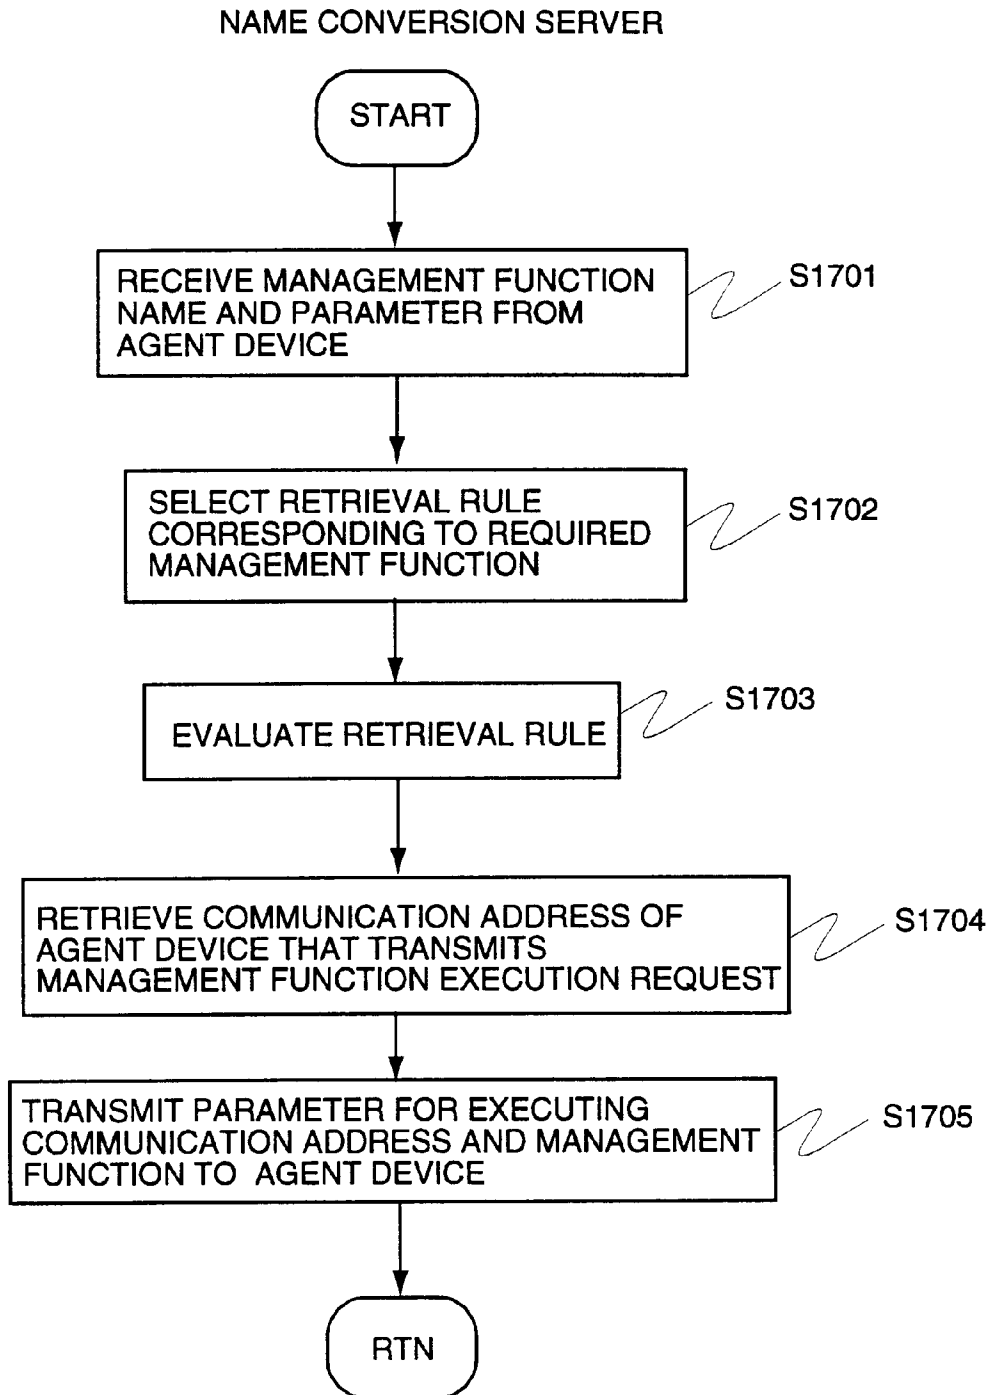 NAME CONVERSION SERVER
START
RECEIVE MANAGEMENT FUNCTION
NAME AND PARAMETER FROM
AGENT DEVICE
S1701
SELECT RETRIEVAL RULE
CORRESPONDING TO REQUIRED
MANAGEMENT FUNCTION
S1702
EVALUATE RETRIEVAL RULE
S1703
RETRIEVE COMMUNICATION ADDRESS OF
AGENT DEVICE THAT TRANSMITS
MANAGEMENT FUNCTION EXECUTION REQUEST
S1704
TRANSMIT PARAMETER FOR EXECUTING
COMMUNICATION ADDRESS AND MANAGEMENT
FUNCTION TO AGENT DEVICE
S1705
RTN